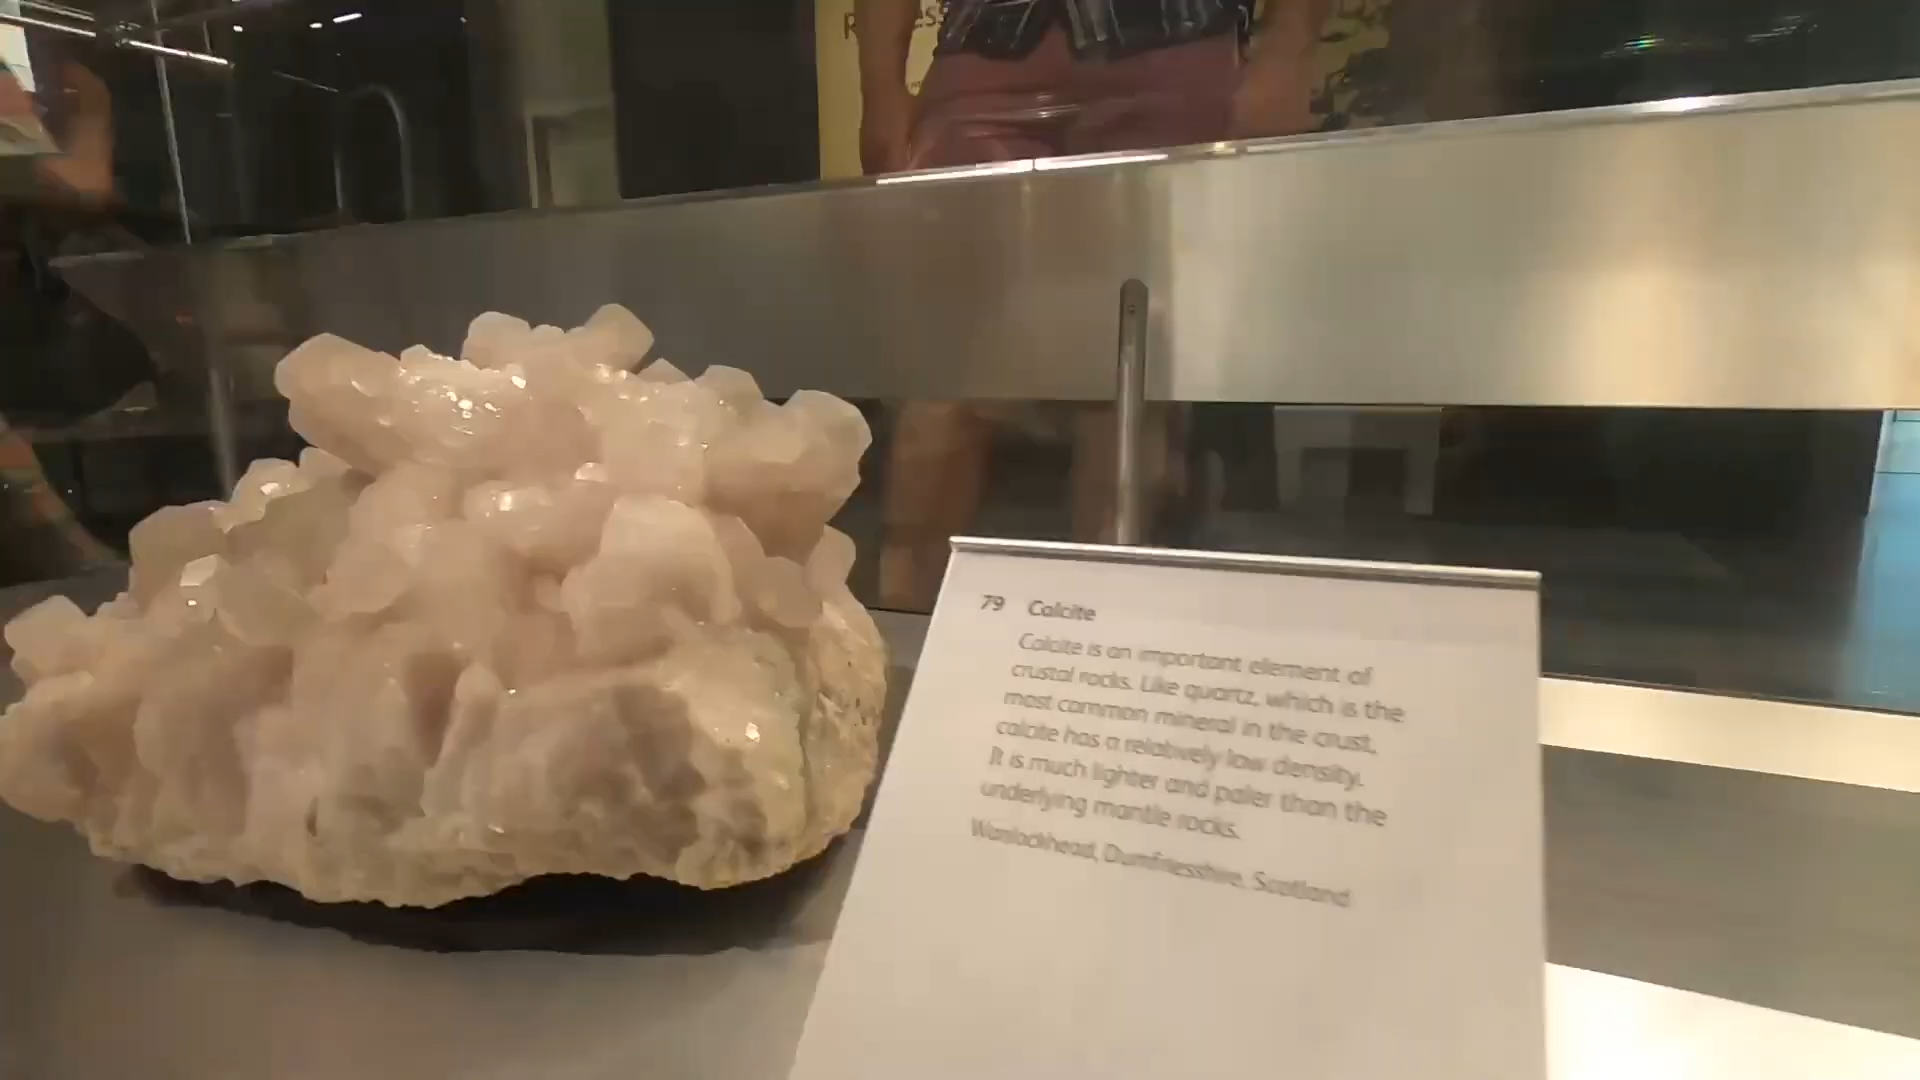 79 Calcite
Calcite is an important element of
crustal rocks. Like quartz, which is the
most common mineral in the crust,
calcite has a relatively low density.
It is much lighter and paler than the
underlying mantle rocks.
Wanlockhead, Dumfriesshire, Scotland